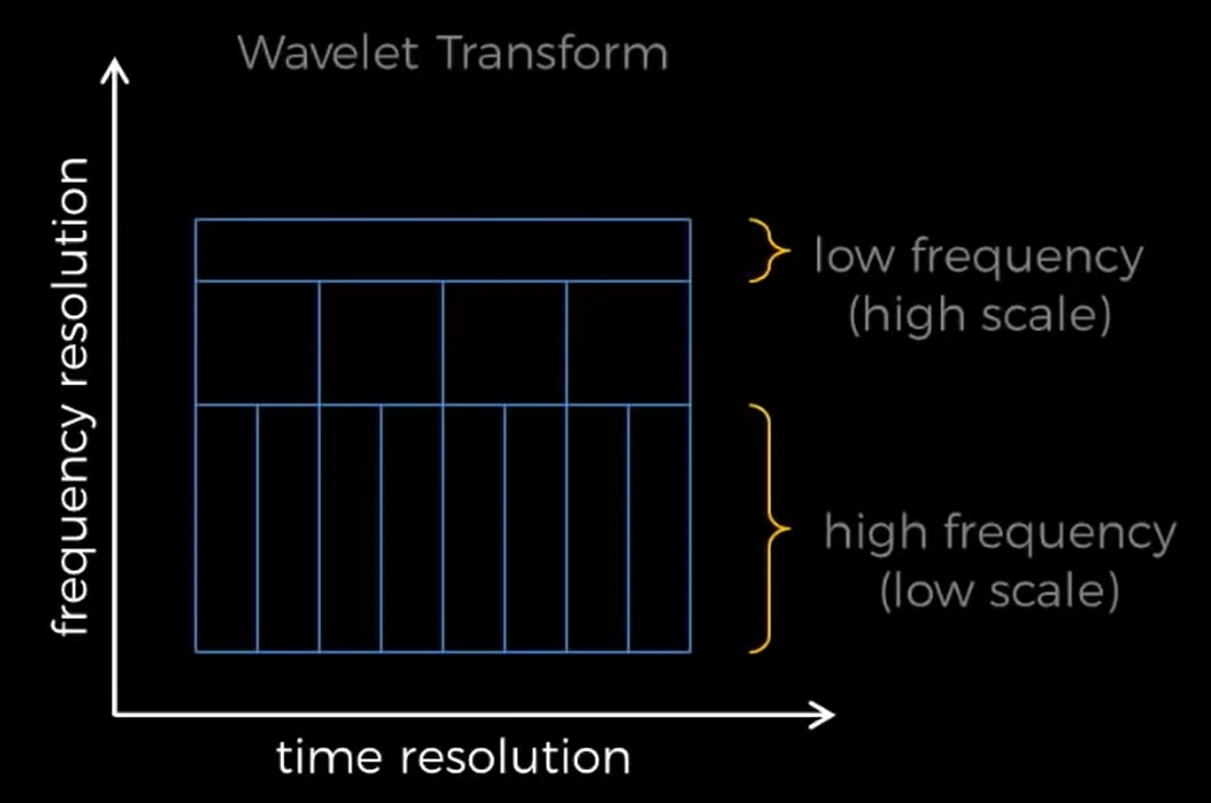 Wavelet Transform
frequency resolution
low frequency
(high scale)
high frequency
(low scale)
time resolution